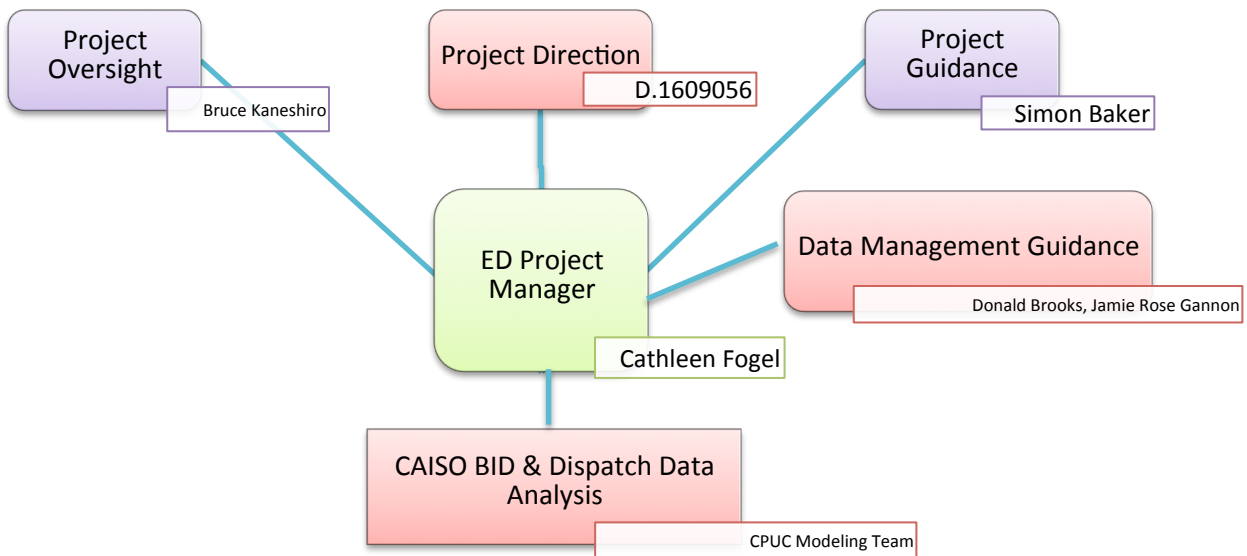 Project
Oversight
Bruce Kaneshiro
Project Direction
D.1609056
Project
Guidance
Simon Baker
ED Project
Manager
Cathleen Fogel
Data Management Guidance
Donald Brooks, Jamie Rose Gannon
CAISO BID & Dispatch Data
Analysis
CPUC Modeling Team